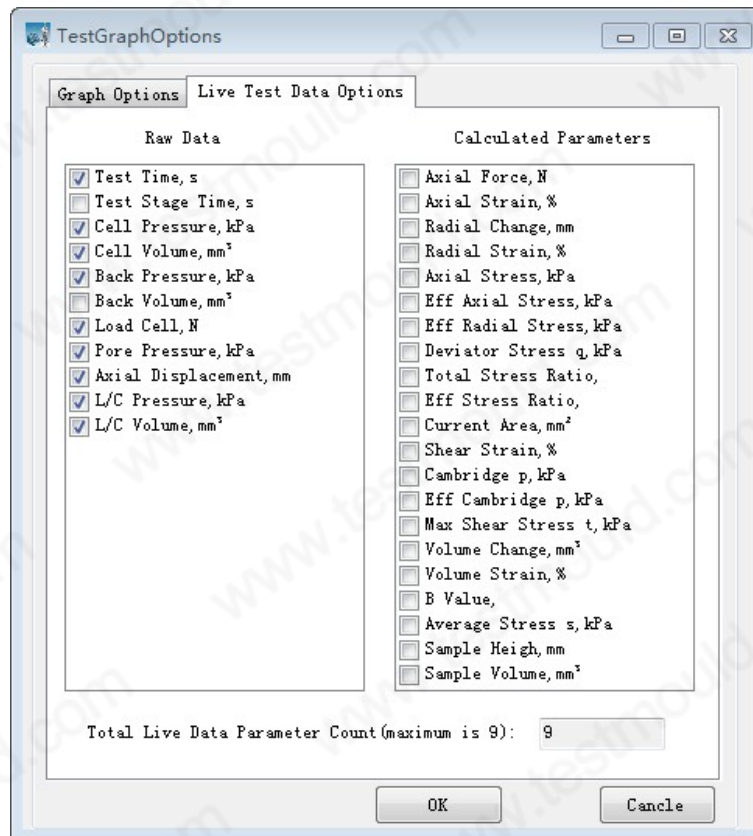 TestGraphOptions
Graph Options
Live Test Data Options
Raw Data
Test Time, s
Test Stage Time, s
Cell Pressure, kPa
Cell Volume, mm³
Back Pressure, kPa
Back Volume, mm³
Load Cell, N
Pore Pressure, kPa
Axial Displacement, mm
L/C Pressure, kPa
L/C Volume, mm³
Calculated Parameters
Axial Force, N
Axial Strain, %
Radial Change, mm
Radial Strain, %
Axial Stress, kPa
Eff Axial Stress, kPa
Eff Radial Stress, kPa
Deviator Stress q, kPa
Total Stress Ratio,
Eff Stress Ratio,
Current Area, mm²
Shear Strain, %
Cambridge p, kPa
Eff Cambridge p, kPa
Max Shear Stress t, kPa
Volume Change, mm³
Volume Strain, %
B Value,
Average Stress s, kPa
Sample Heigh, mm
Sample Volume, mm³
Total Live Data Parameter Count(maximum is 9): 9
OK
Cancle
www.testmould.com